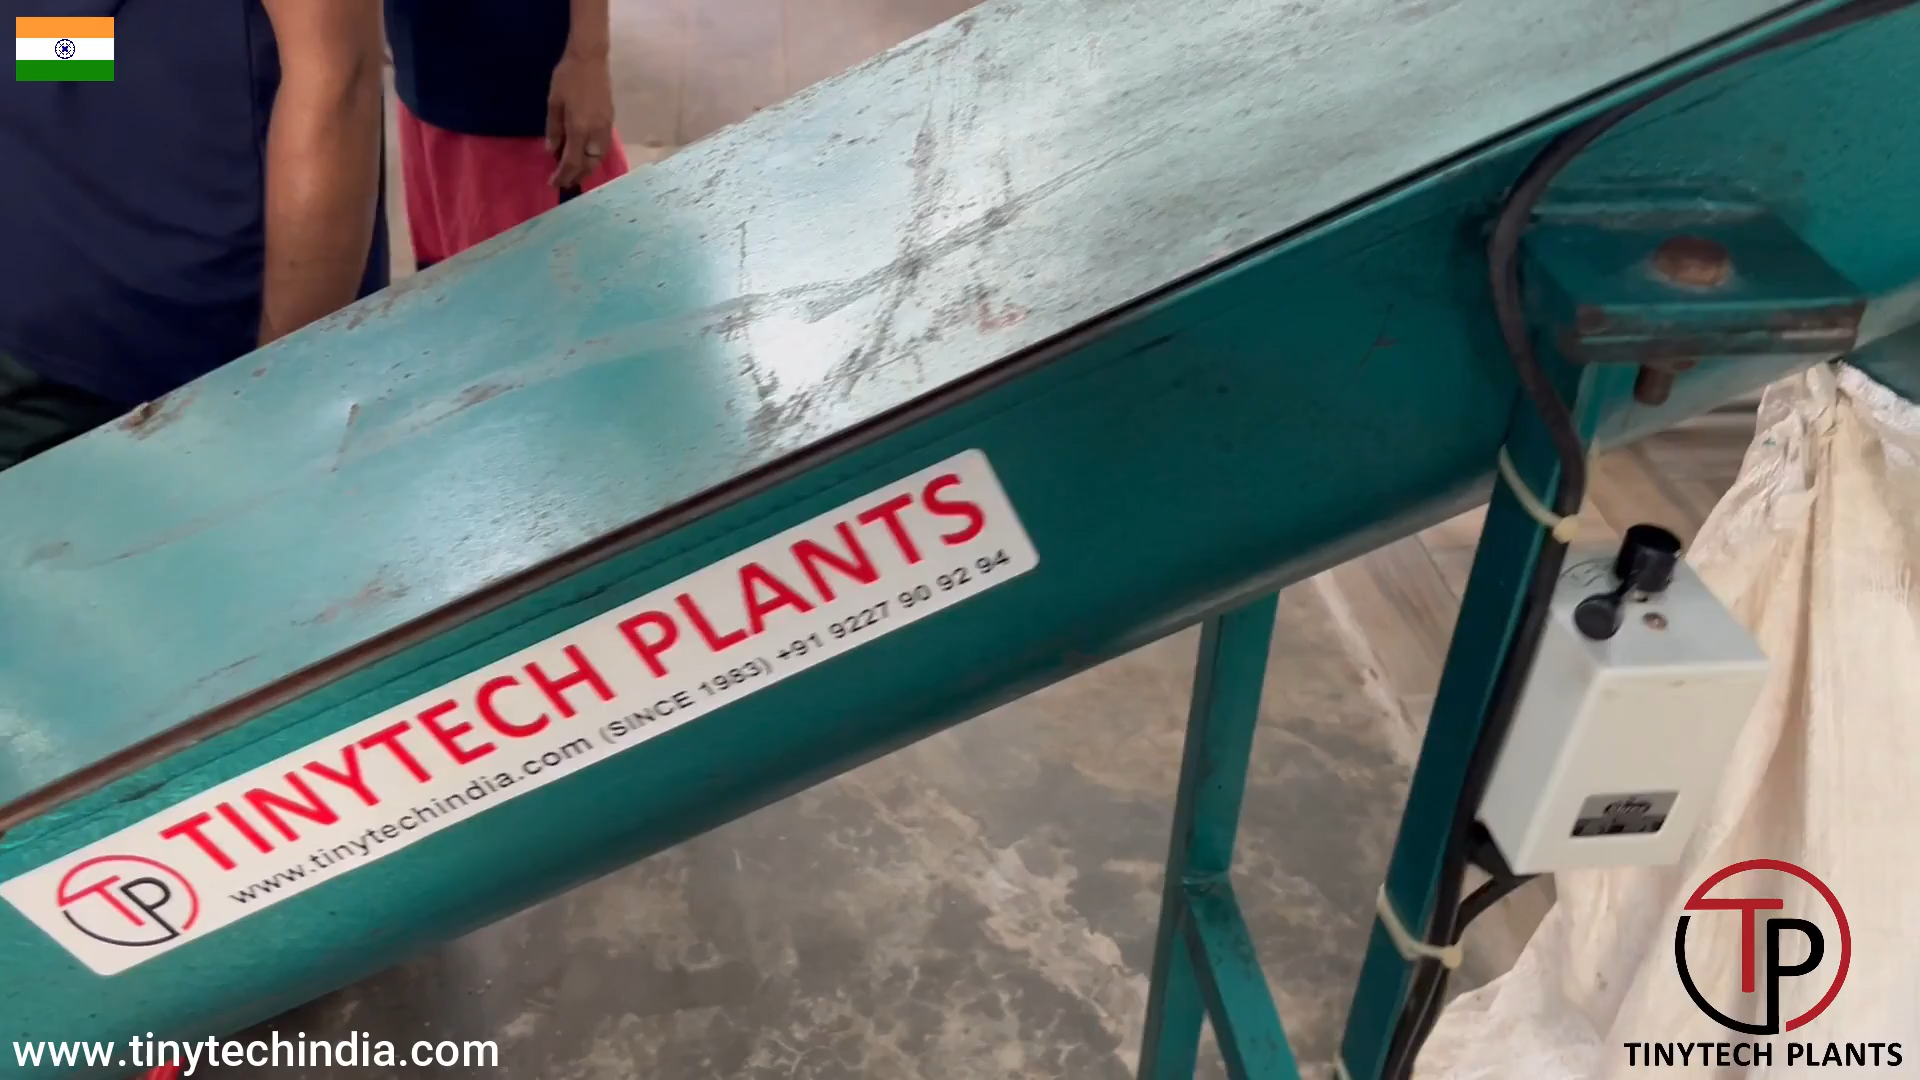 TINYTECH PLANTS
www.tinytechindia.com (SINCE 1983) +91 9227 90 92 94
TP
www.tinytechindia.com
TP
TINYTECH PLANTS